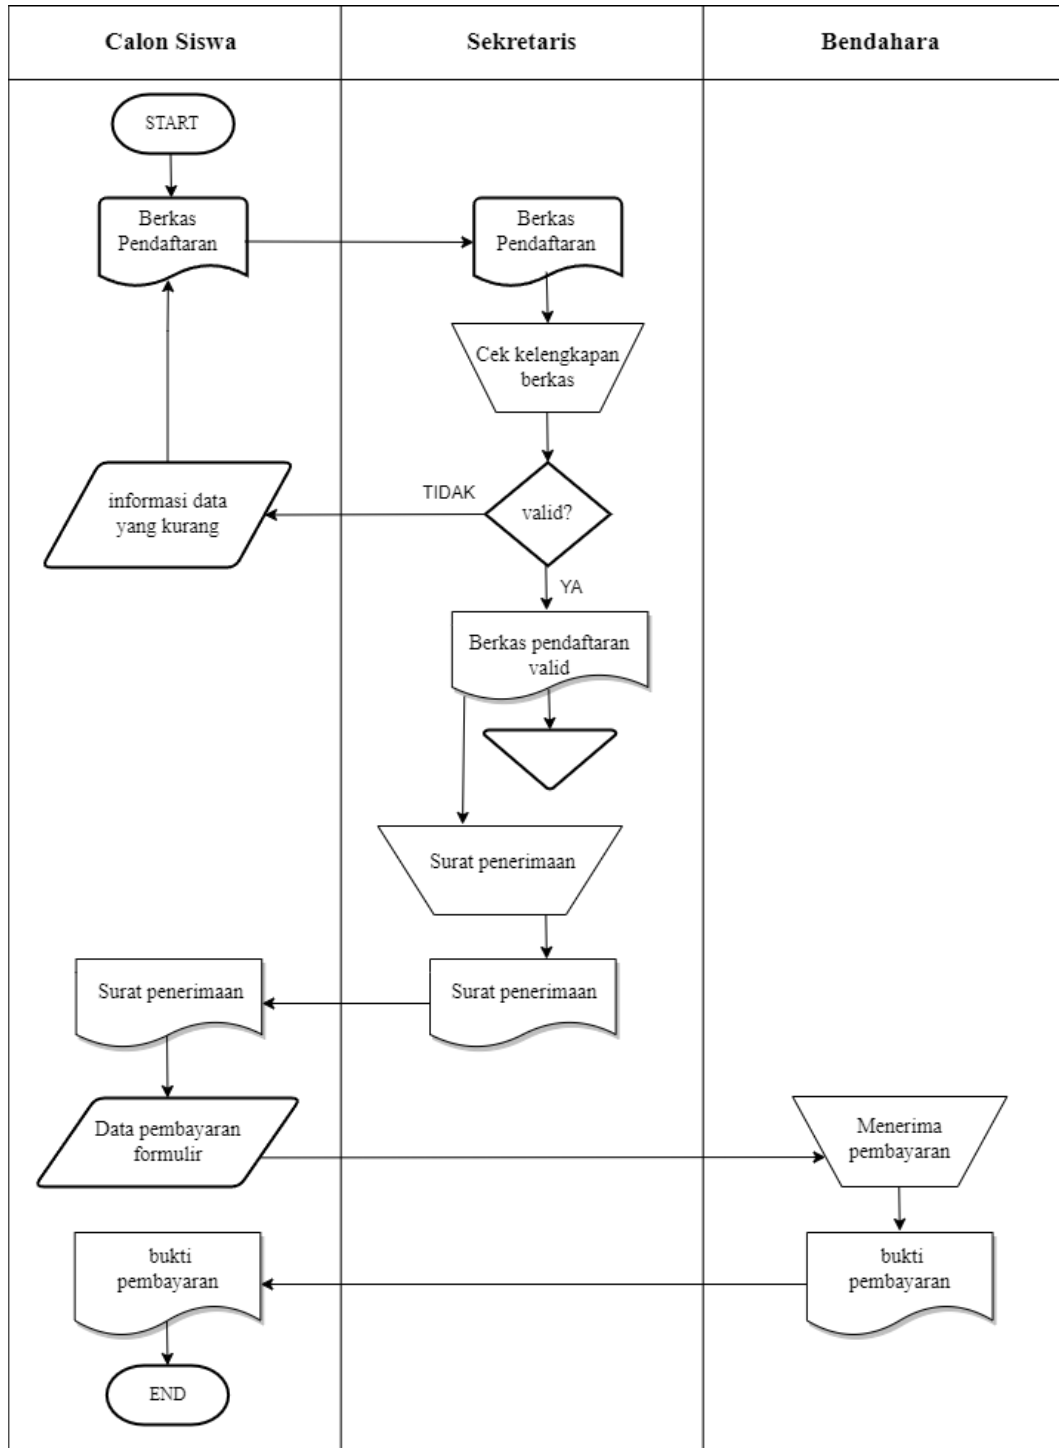 Calon Siswa
Sekretaris
Bendahara
START
Berkas
Pendaftaran
Berkas
Pendaftaran
Cek kelengkapan
berkas
valid?
TIDAK
informasi data
yang kurang
YA
Berkas pendaftaran
valid
Surat penerimaan
Surat penerimaan
Surat penerimaan
Data pembayaran
formulir
Menerima
pembayaran
bukti
pembayaran
bukti
pembayaran
END